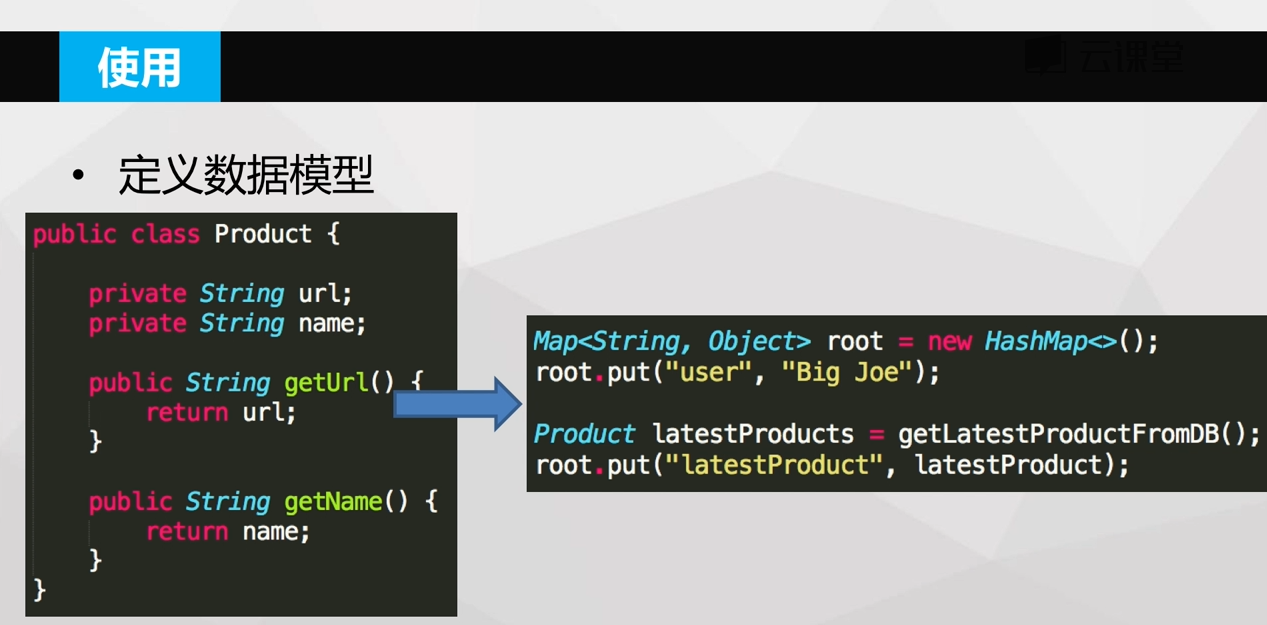 使用
云课堂
• 定义数据模型
public class Product {
private String url;
private String name;
public String getUrl() {
return url;
}
public String getName() {
return name;
}
}
Map<String, Object> root = new HashMap<>();
root.put("user", "Big Joe");
Product latestProducts = getLatestProductFromDB();
root.put("latestProduct", latestProduct);